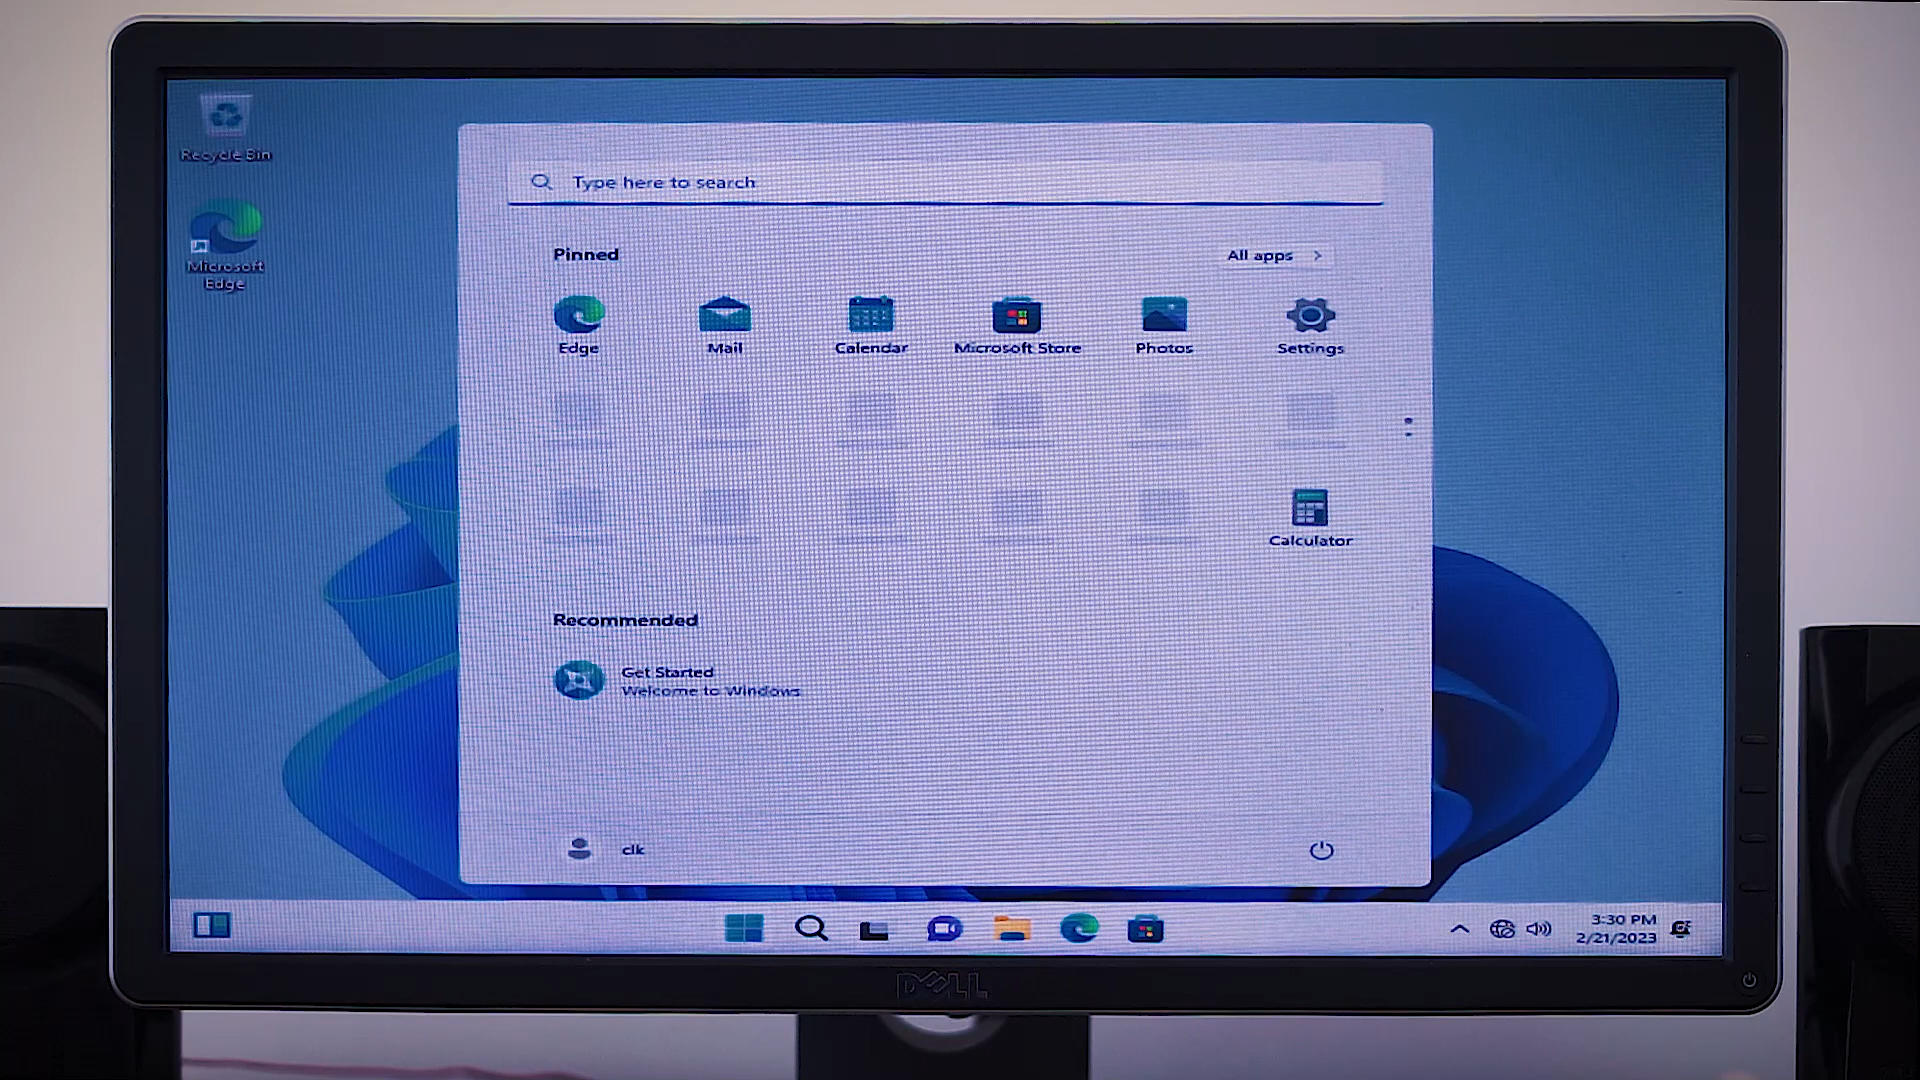 Recycle Bin
Microsoft
Edge
Type here to search
Pinned
All apps
Edge
Mail
Calendar
Microsoft Store
Photos
Settings
Calculator
Recommended
Get Started
Welcome to Windows
clk
3:30 PM
2/21/2023
DELL